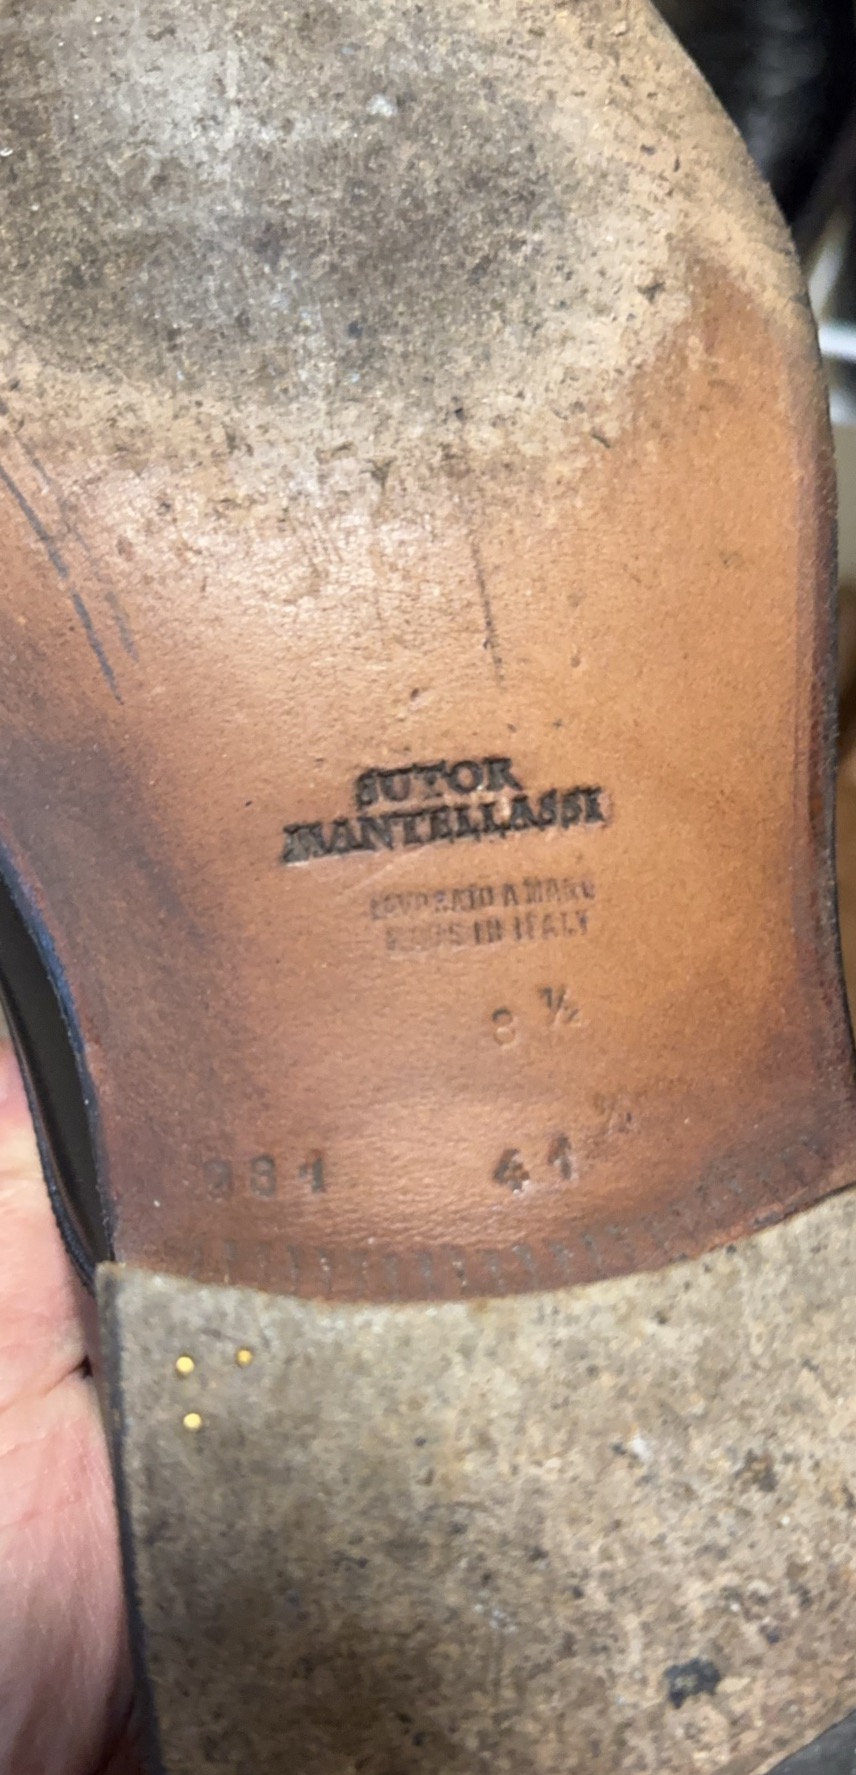 SUTOR
MANTELLASSI
LAVORATO A MANO
MADE IN ITALY
8 ½
½
41